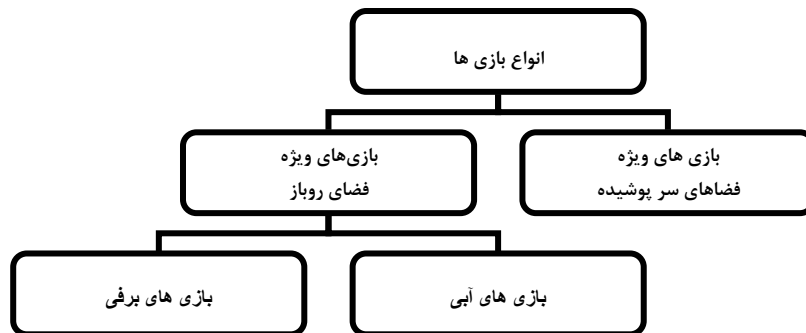 انواع بازی ها
بازی های ویژه
فضاهای سر پوشیده
بازی‌های ویژه
فضای روباز
بازی های آبی
بازی های برفی